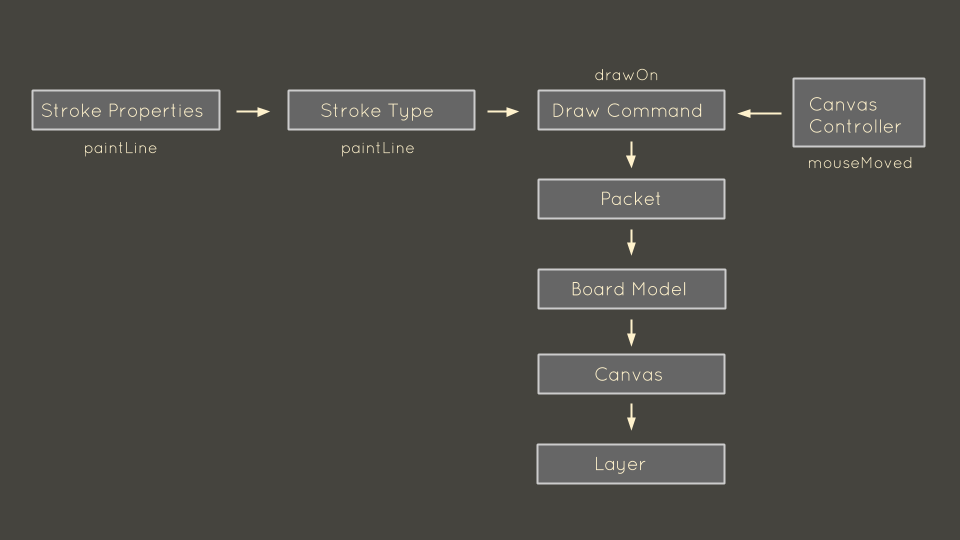 drawOn
Stroke Properties
Stroke Type
Draw Command
Canvas
Controller
paintLine
paintLine
mouseMoved
Packet
Board Model
Canvas
Layer